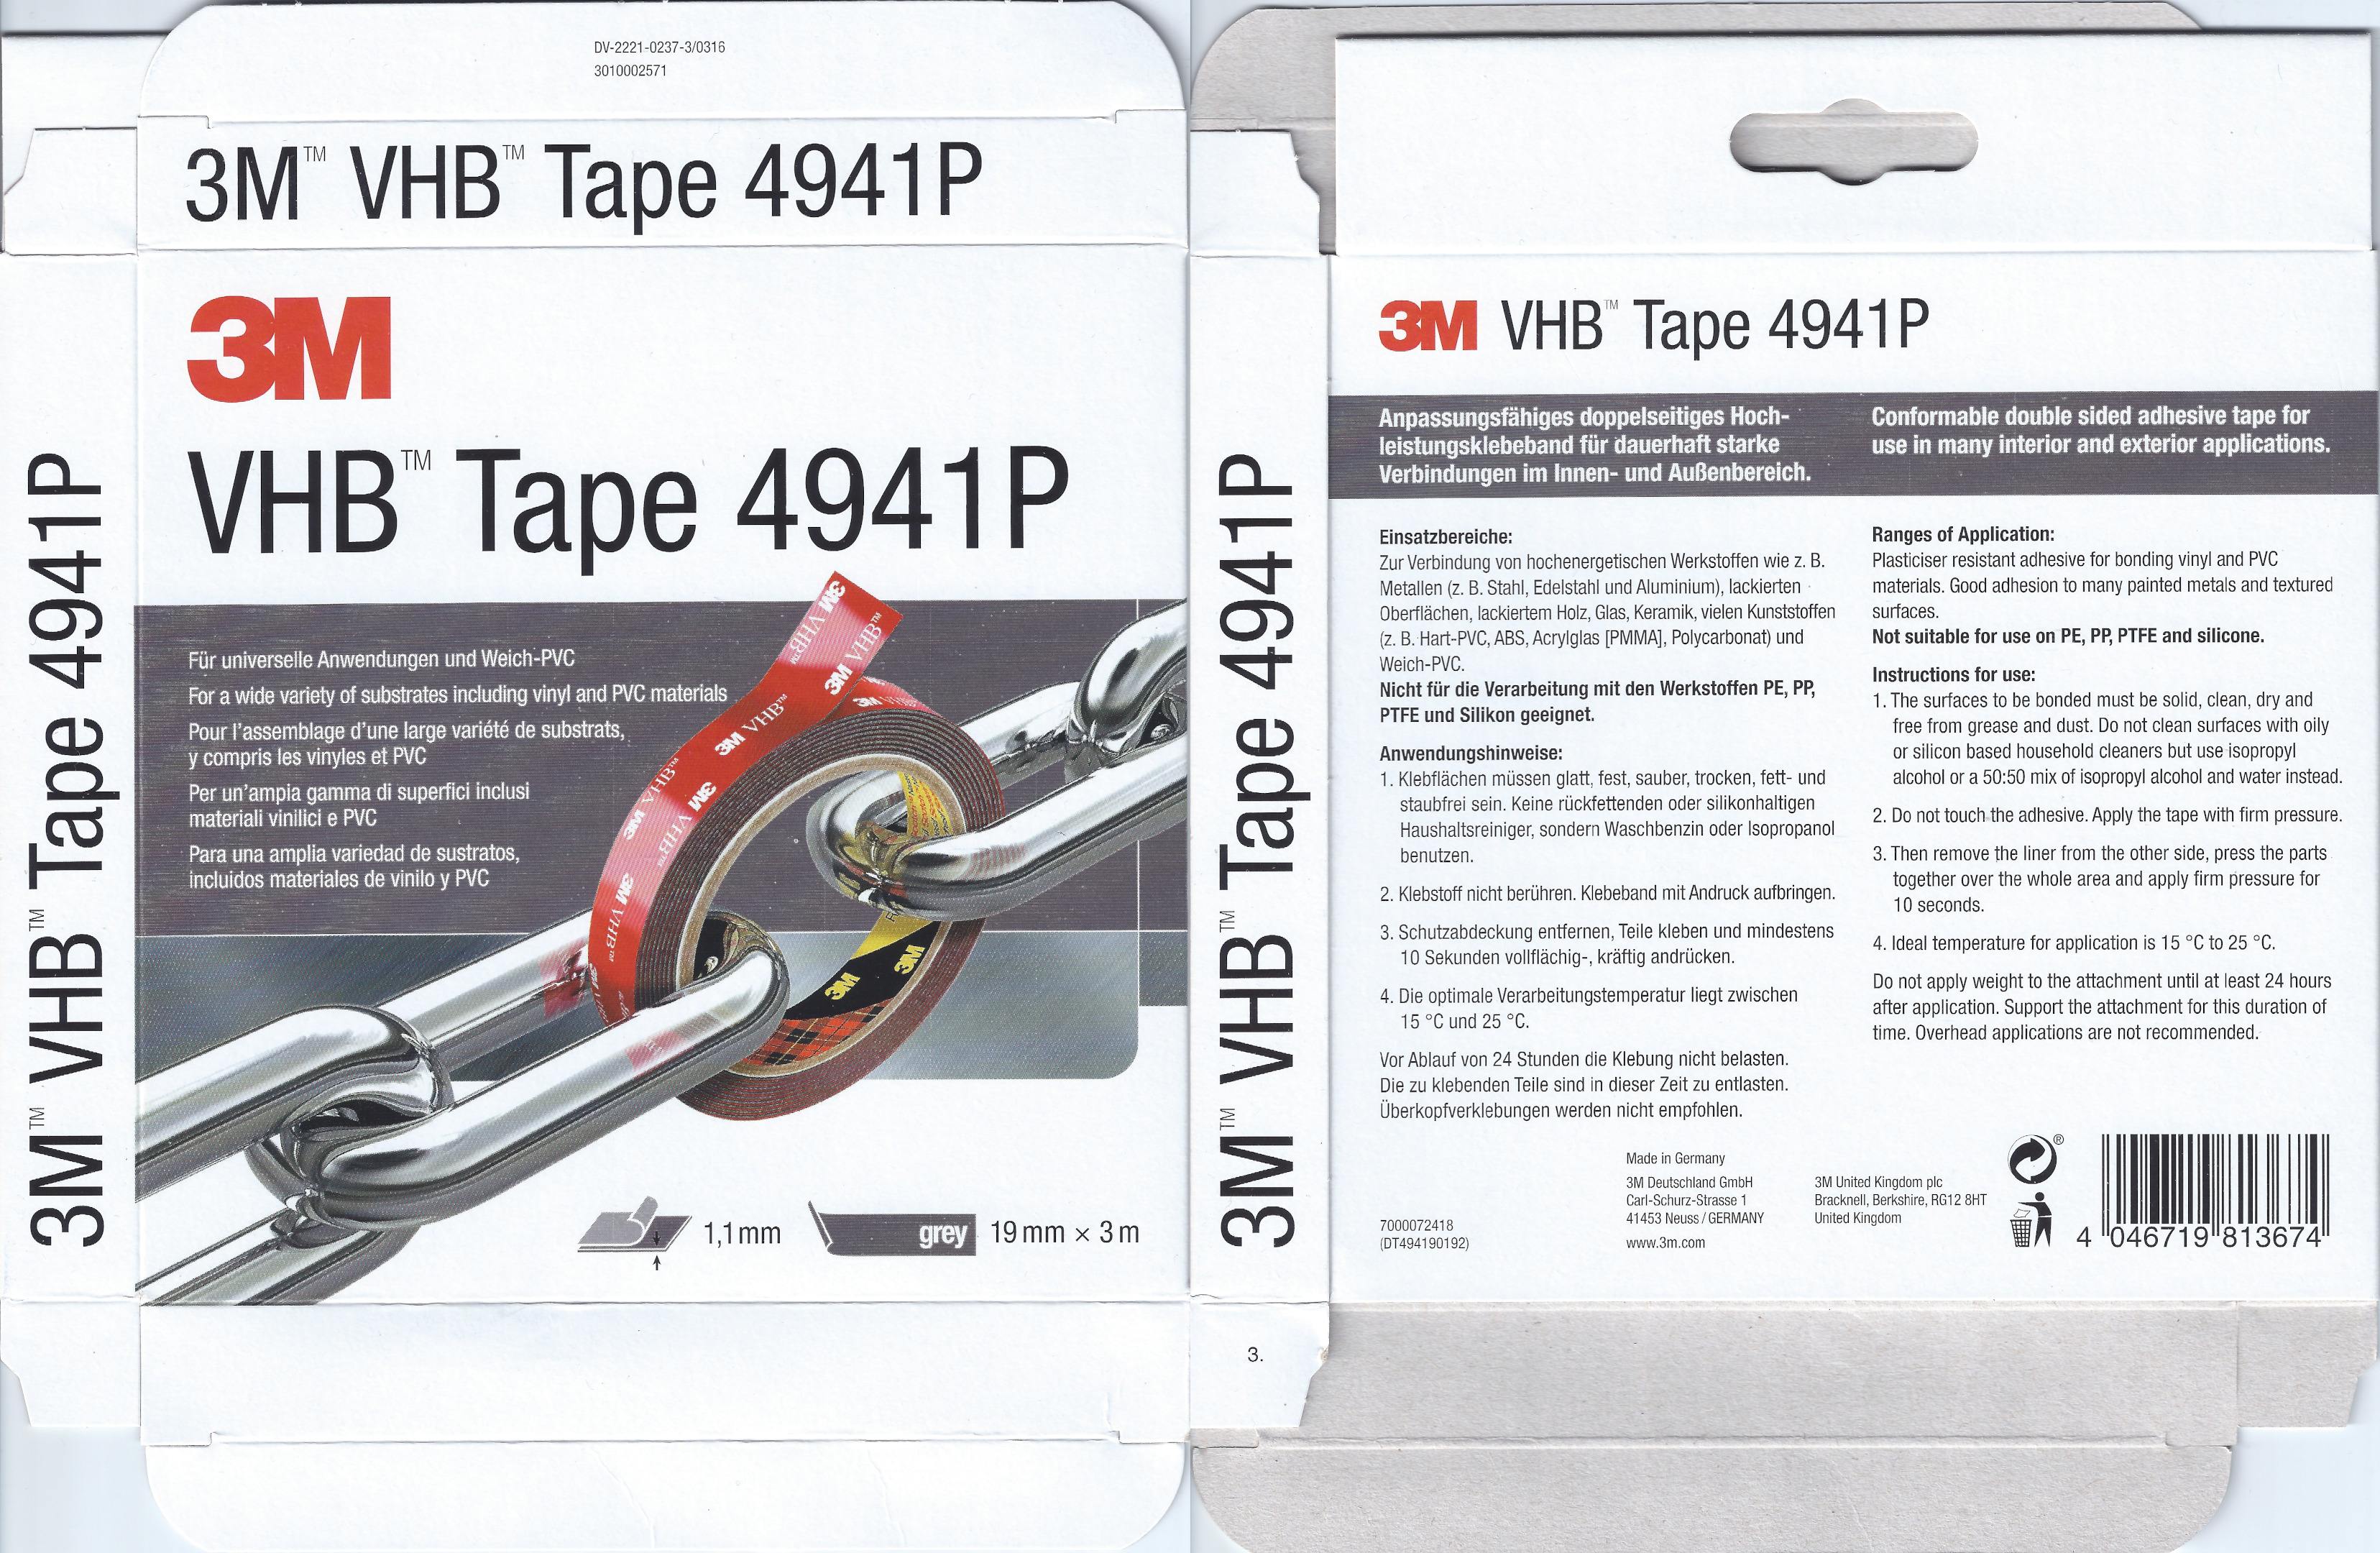 DV-2221-0237-3/0316
3010002571
3M™ VHB™ Tape 4941P
3M™ VHB™ Tape 4941P
3M
VHB™ Tape 4941P
Für universelle Anwendungen und Weich-PVC
For a wide variety of substrates including vinyl and PVC materials
Pour l'assemblage d'une large variété de substrats,
y compris les vinyles et PVC
Per un'ampia gamma di superfici inclusi
materiali vinilici e PVC
Para una amplia variedad de sustratos,
incluidos materiales de vinilo y PVC
3M VHB™
3M VHB™
3M VHB™
3M VHB™
3M VHB™
3M VHB™
3M
3M
3M
1,1 mm
grey
19 mm × 3 m
3M™ VHB™ Tape 4941P
3.
3M VHB™ Tape 4941P
Anpassungsfähiges doppelseitiges Hoch-
leistungsklebeband für dauerhaft starke
Verbindungen im Innen- und Außenbereich.
Einsatzbereiche:
Zur Verbindung von hochenergetischen Werkstoffen wie z. B.
Metallen (z. B. Stahl, Edelstahl und Aluminium), lackierten
Oberflächen, lackiertem Holz, Glas, Keramik, vielen Kunststoffen
(z. B. Hart-PVC, ABS, Acrylglas [PMMA], Polycarbonat) und
Weich-PVC.
Nicht für die Verarbeitung mit den Werkstoffen PE, PP,
PTFE und Silikon geeignet.
Anwendungshinweise:
1. Klebflächen müssen glatt, fest, sauber, trocken, fett- und
staubfrei sein. Keine rückfettenden oder silikonhaltigen
Haushaltsreiniger, sondern Waschbenzin oder Isopropanol
benutzen.
2. Klebstoff nicht berühren. Klebeband mit Andruck aufbringen.
3. Schutzabdeckung entfernen, Teile kleben und mindestens
10 Sekunden vollflächig-, kräftig andrücken.
4. Die optimale Verarbeitungstemperatur liegt zwischen
15 °C und 25 °C.
Vor Ablauf von 24 Stunden die Klebung nicht belasten.
Die zu klebenden Teile sind in dieser Zeit zu entlasten.
Überkopfverklebungen werden nicht empfohlen.
Conformable double sided adhesive tape for
use in many interior and exterior applications.
Ranges of Application:
Plasticiser resistant adhesive for bonding vinyl and PVC
materials. Good adhesion to many painted metals and textured
surfaces.
Not suitable for use on PE, PP, PTFE and silicone.
Instructions for use:
1. The surfaces to be bonded must be solid, clean, dry and
free from grease and dust. Do not clean surfaces with oily
or silicon based household cleaners but use isopropyl
alcohol or a 50:50 mix of isopropyl alcohol and water instead.
2. Do not touch the adhesive. Apply the tape with firm pressure.
3. Then remove the liner from the other side, press the parts
together over the whole area and apply firm pressure for
10 seconds.
4. Ideal temperature for application is 15 °C to 25 °C.
Do not apply weight to the attachment until at least 24 hours
after application. Support the attachment for this duration of
time. Overhead applications are not recommended.
7000072418
(DT494190192)
Made in Germany
3M Deutschland GmbH
Carl-Schurz-Strasse 1
41453 Neuss / GERMANY
www.3m.com
3M United Kingdom plc
Bracknell, Berkshire, RG12 8HT
United Kingdom
®
4 046719 813674